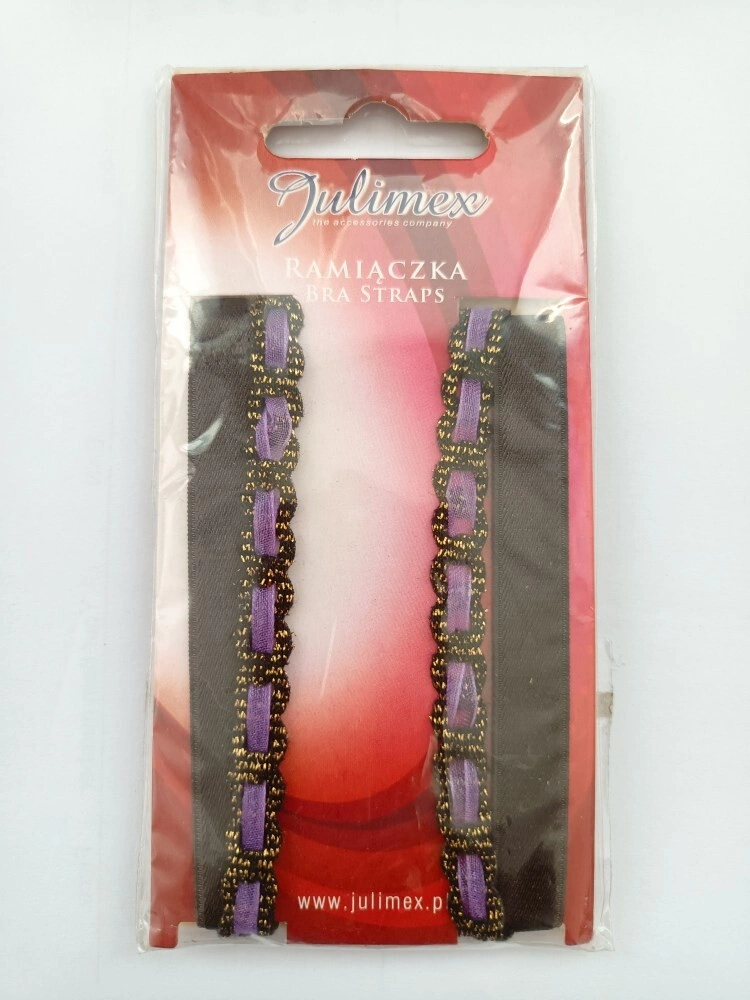 Julimex
the accessories company
RAMIĄCZKA
BRA STRAPS
www.julimex.pl